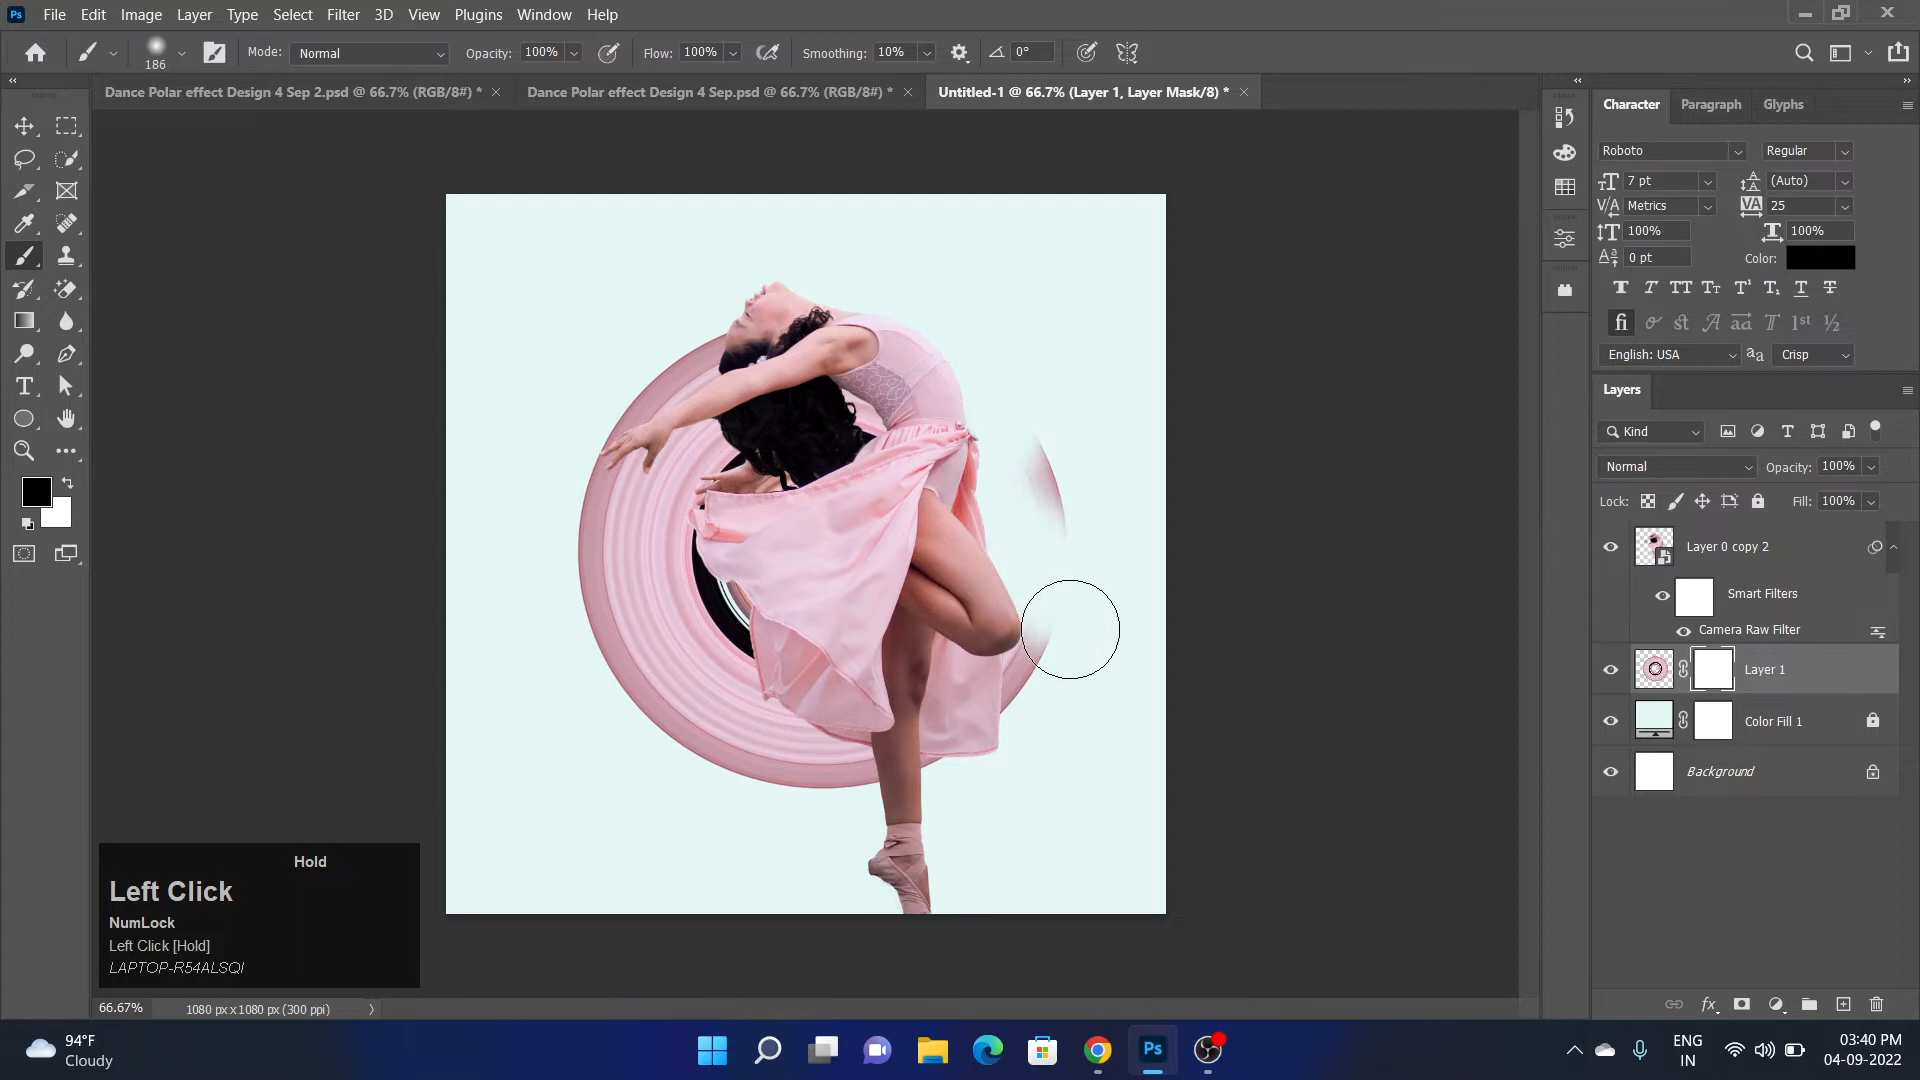 Ps File Edit Image Layer Type Select Filter 3D View Plugins Window Help
186 Mode: Normal Opacity: 100% Flow: 100% Smoothing: 10% 0°
Dance Polar effect Design 4 Sep 2.psd @ 66.7% (RGB/8#) * Dance Polar effect Design 4 Sep.psd @ 66.7% (RGB/8#) * Untitled-1 @ 66.7% (Layer 1, Layer Mask/8) *
Character Paragraph Glyphs
Roboto Regular
7 pt (Auto)
Metrics 25
100% 100%
0 pt Color:
English: USA Crisp
Layers
Kind
Normal Opacity: 100%
Lock: Fill: 100%
Layer 0 copy 2
Smart Filters
Camera Raw Filter
Layer 1
Color Fill 1
Background
Hold
Left Click
NumLock
Left Click [Hold]
LAPTOP-R54ALSQI
66.67% 1080 px x 1080 px (300 ppi)
94°F
Cloudy
Ps
ENG
IN
03:40 PM
04-09-2022